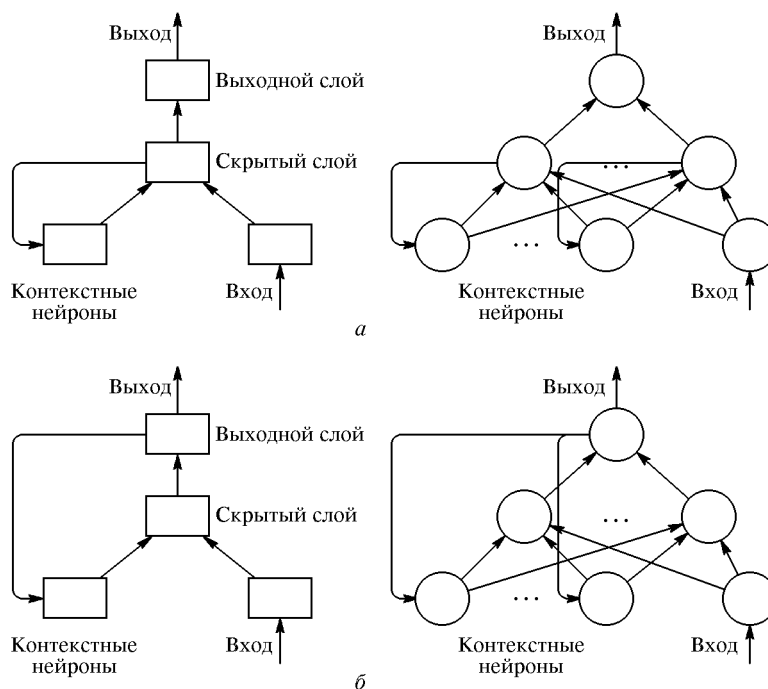 Выход
Выход
Выходной слой
Скрытый слой
...
...
Контекстные
нейроны
Вход
Контекстные
нейроны
Вход
а
Выход
Выход
Выходной слой
Скрытый слой
...
...
Контекстные
нейроны
Вход
Контекстные
нейроны
Вход
б